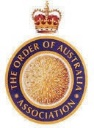 THE ORDER OF AUSTRALIA
ASSOCIATION